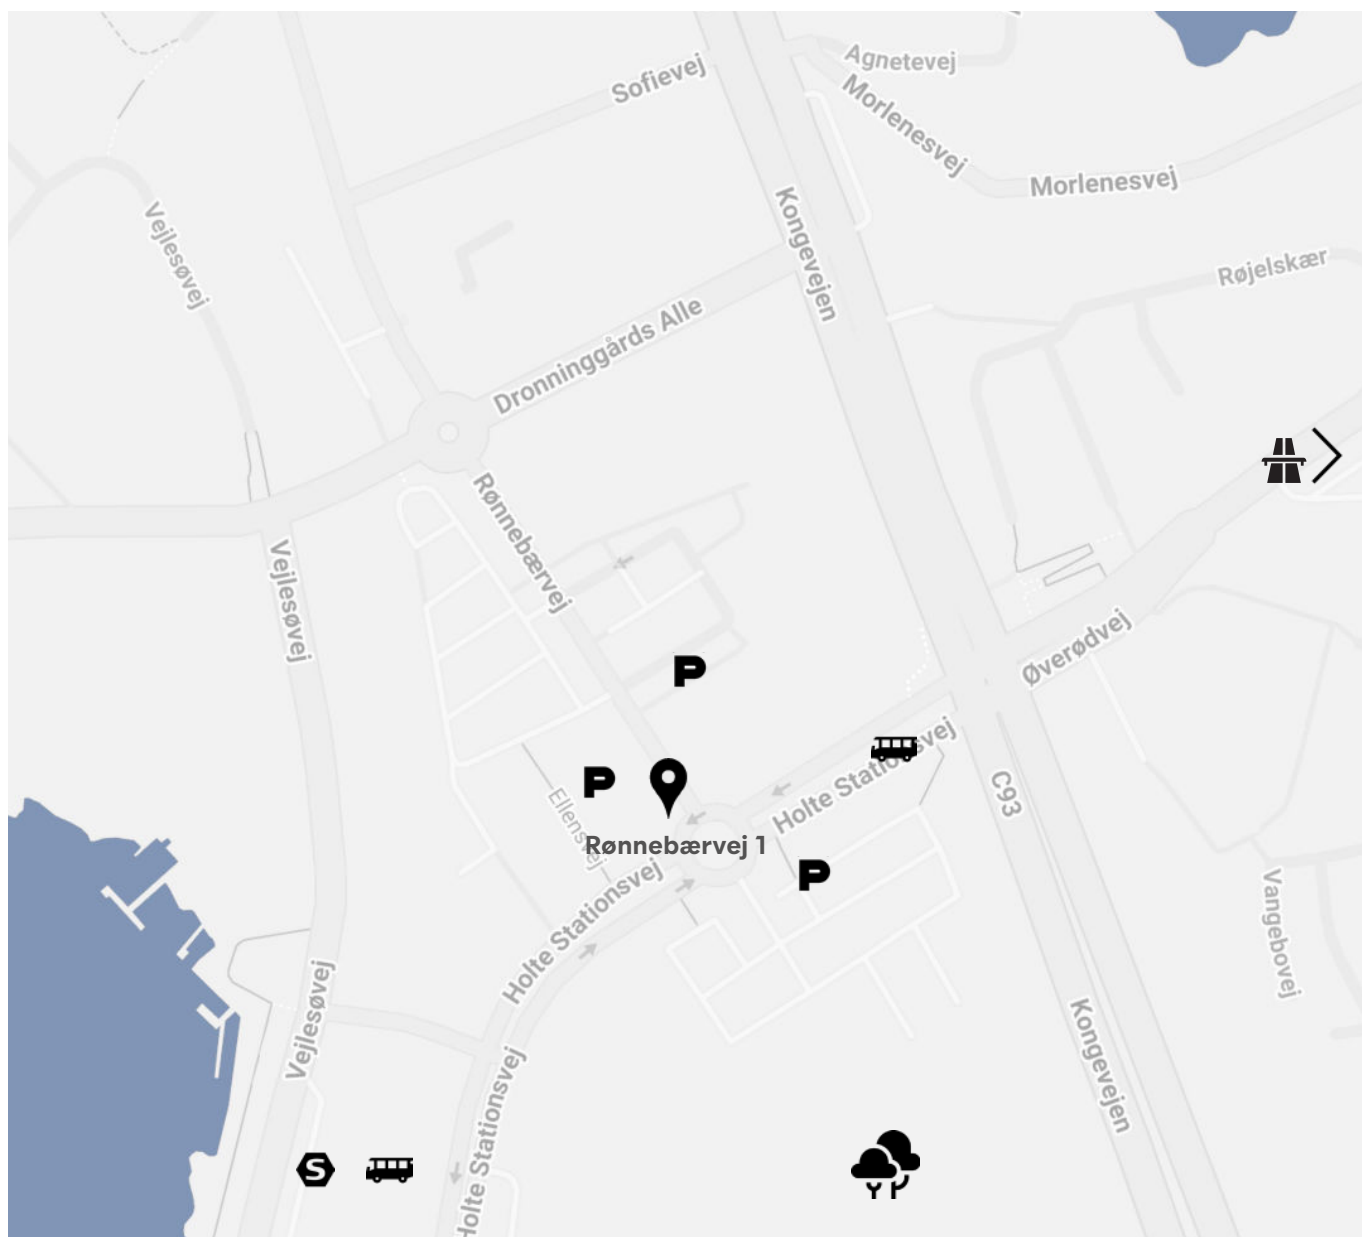 Sofievej
Agnetevej
Morlenesvej
Morlenesvej
Vejlesøvej
Kongevejen
Røjelskær
Dronninggårds Alle
Rønnebærvej
Vejlesøvej
Øverødvej
P
Holte Stationsvej
C93
P
Ellensvej
Rønnebærvej 1
P
Holte Stationsvej
Vangebovej
Vejlesøvej
Kongevejen
Holte Stationsvej
S